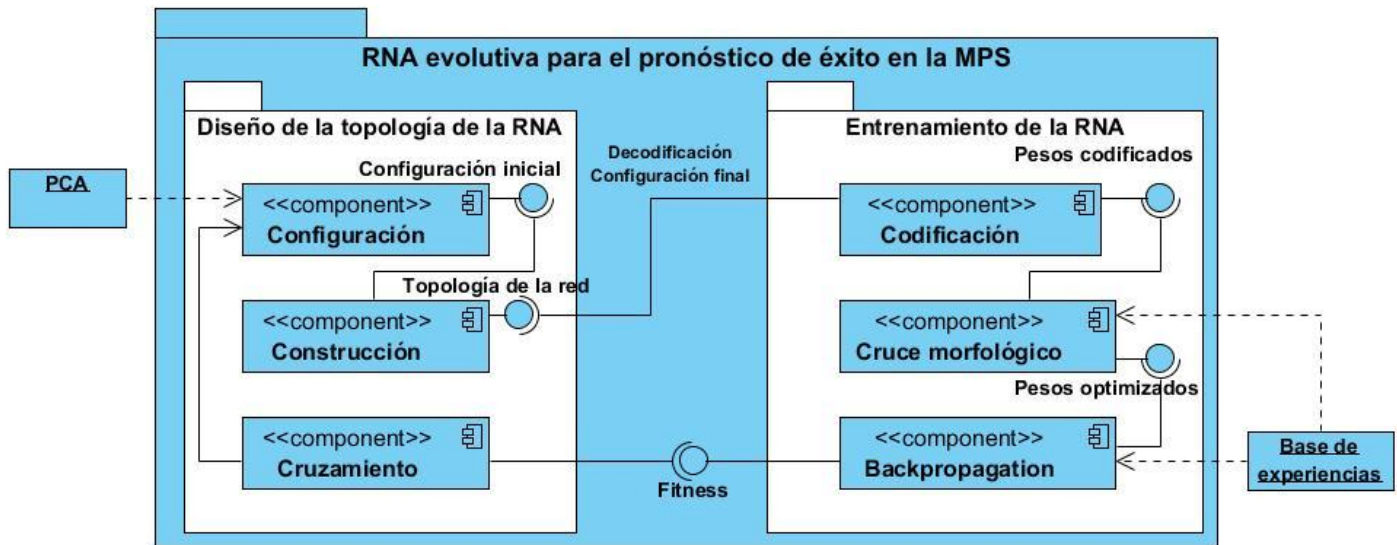 RNA evolutiva para el pronóstico de éxito en la MPS
Diseño de la topología de la RNA
Configuración inicial
PCA
<<component>>
Configuración
Topología de la red
<<component>>
Construcción
<<component>>
Cruzamiento
Decodificación
Configuración final
Fitness
Entrenamiento de la RNA
Pesos codificados
<<component>>
Codificación
<<component>>
Cruce morfológico
Pesos optimizados
<<component>>
Backpropagation
Base de
experiencias